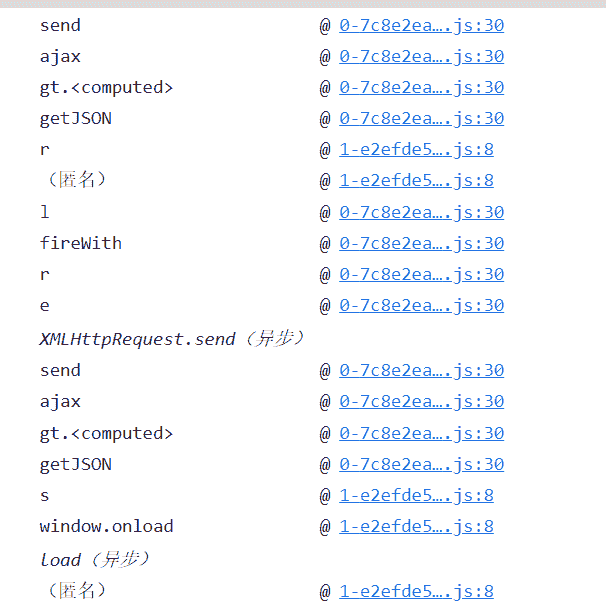 send @ 0-7c8e2ea….js:30
ajax @ 0-7c8e2ea….js:30
gt.<computed> @ 0-7c8e2ea….js:30
getJSON @ 0-7c8e2ea….js:30
r @ 1-e2efde5….js:8
（匿名） @ 1-e2efde5….js:8
l @ 0-7c8e2ea….js:30
fireWith @ 0-7c8e2ea….js:30
r @ 0-7c8e2ea….js:30
e @ 0-7c8e2ea….js:30
XMLHttpRequest.send（异步）
send @ 0-7c8e2ea….js:30
ajax @ 0-7c8e2ea….js:30
gt.<computed> @ 0-7c8e2ea….js:30
getJSON @ 0-7c8e2ea….js:30
s @ 1-e2efde5….js:8
window.onload @ 1-e2efde5….js:8
load（异步）
（匿名） @ 1-e2efde5….js:8